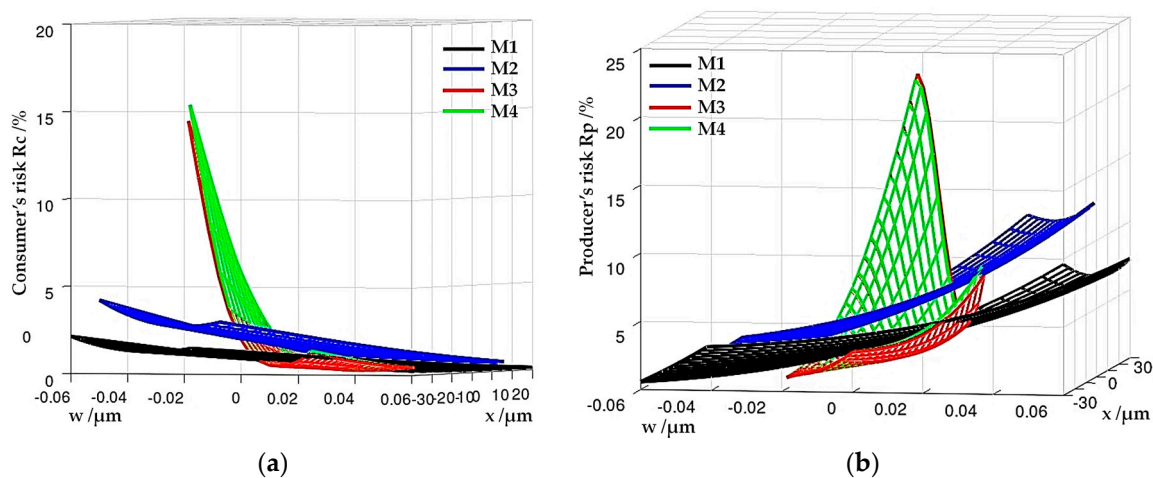 20
15
10
5
0
0
Consumer's risk Rc /%
M1
M2
M3
M4
-0.06 -0.04 -0.02 0 0.02 0.04 0.06 -30 -20 -10 0 10 20
w /μm
x /μm
(a)
25
20
15
10
5
Producer's risk Rp /%
M1
M2
M3
M4
-0.06 -0.04 -0.02 0 0.02 0.04 0.06
-30 0 30
w /μm
x /μm
(b)